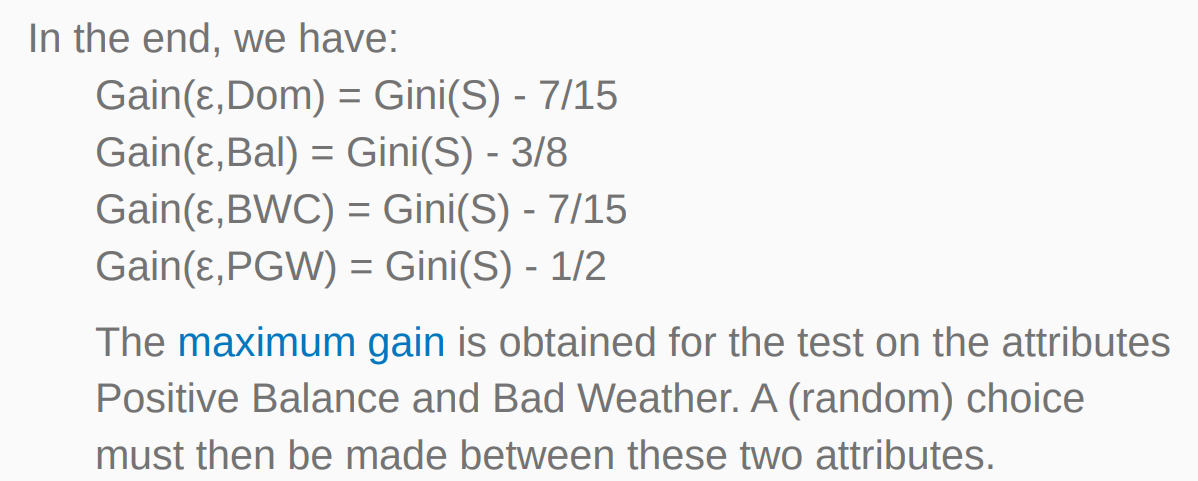 In the end, we have:
Gain(ε,Dom) = Gini(S) - 7/15
Gain(ε,Bal) = Gini(S) - 3/8
Gain(ε,BWC) = Gini(S) - 7/15
Gain(ε,PGW) = Gini(S) - 1/2
The maximum gain is obtained for the test on the attributes
Positive Balance and Bad Weather. A (random) choice
must then be made between these two attributes.